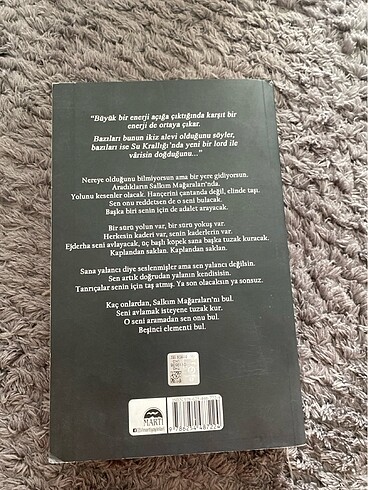 "Büyük bir enerji açığa çıktığında karşıt bir
enerji de ortaya çıkar.
Bazıları bunun ikiz alevi olduğunu söyler,
bazıları ise Su Krallığı'nda yeni bir lord ile
vârisin doğduğunu..."
Nereye olduğunu bilmiyorsun ama bir yere gidiyorsun.
Aradıkların Salkım Mağaraları'nda.
Yolunu kesenler olacak. Hançerini çantanda değil, elinde taşı.
Sen onu reddetsen de o seni bulacak.
Başka biri senin için de adalet arayacak.
Bir sürü yolun var, bir sürü yokuş var.
Herkesin kaderi var, senin kaderlerin var.
Ejderha seni avlayacak, üç başlı köpek sana başka tuzak kuracak.
Kaplandan saklan. Kaplandan saklan.
Sana yalancı diye seslenmişler ama sen yalancı değilsin.
Sen artık doğrudan yalanın kendisisin.
Tanrıçalar senin için taş atmış. Ya son olacaksın ya sonsuz.
Kaç onlardan, Salkım Mağaraları'nı bul.
Seni avlamak isteyene tuzak kur.
O seni aramadan sen onu bul.
Beşinci elementi bul.
MARTI
9786254487224